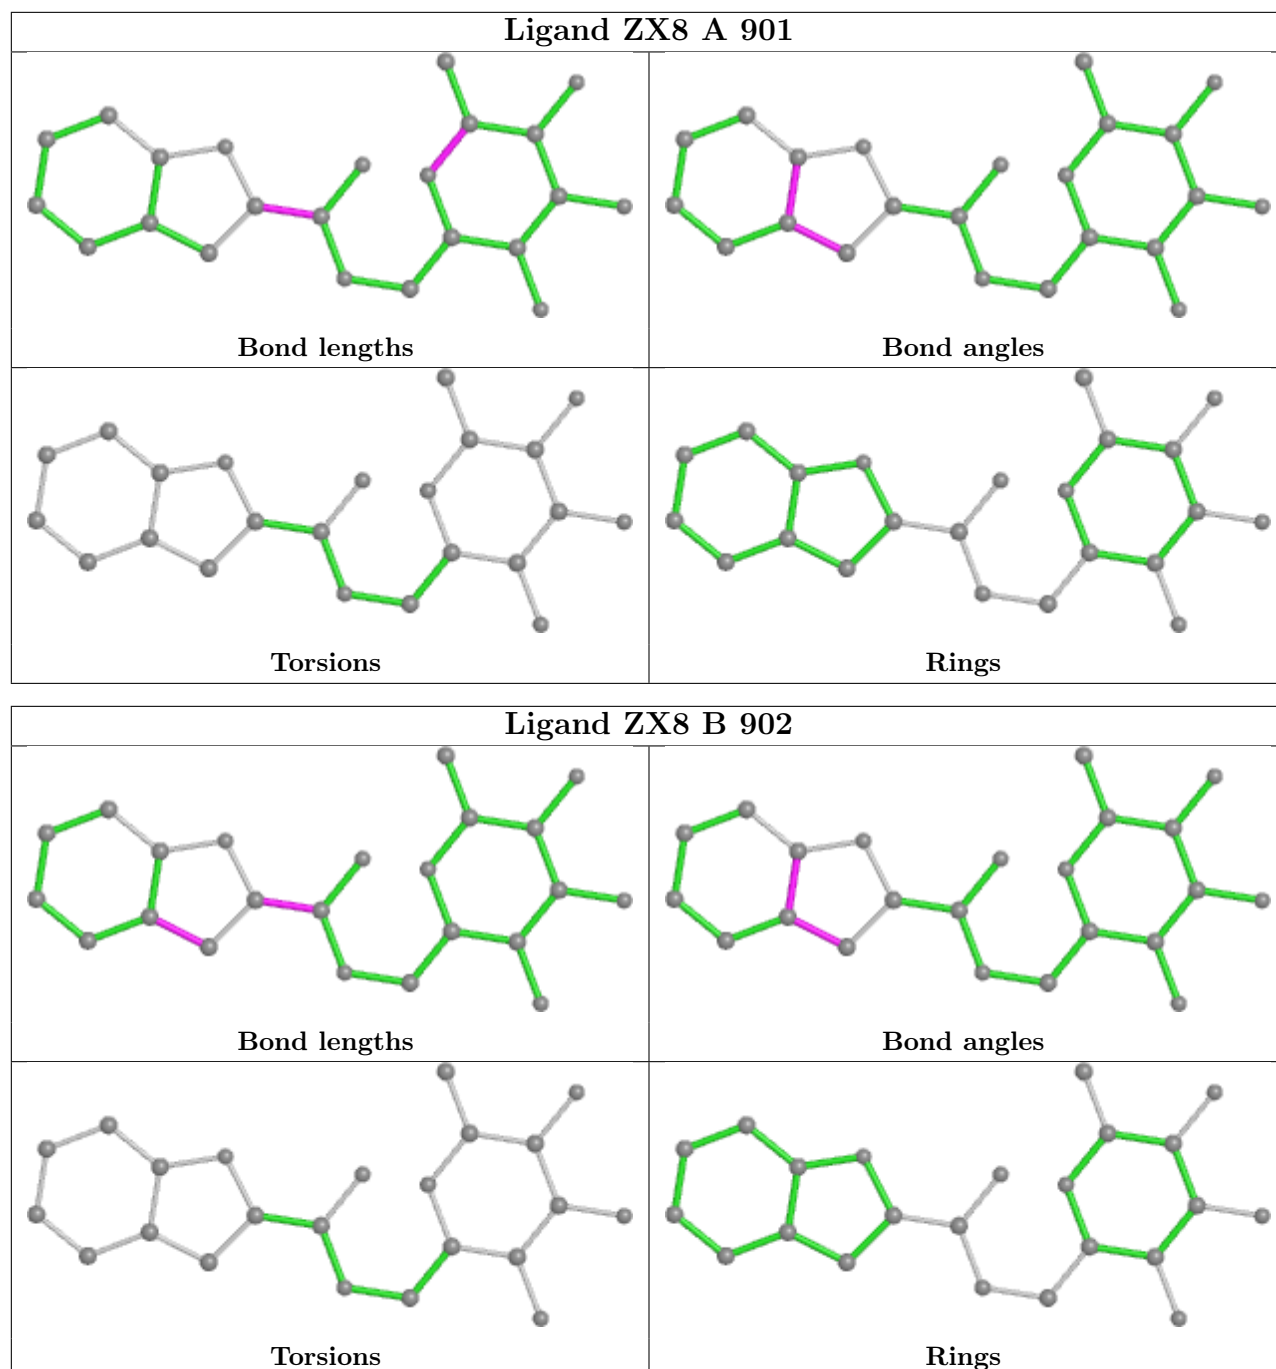 Ligand ZX8 A 901
Bond lengths
Bond angles
Torsions
Rings
Ligand ZX8 B 902
Bond lengths
Bond angles
Torsions
Rings